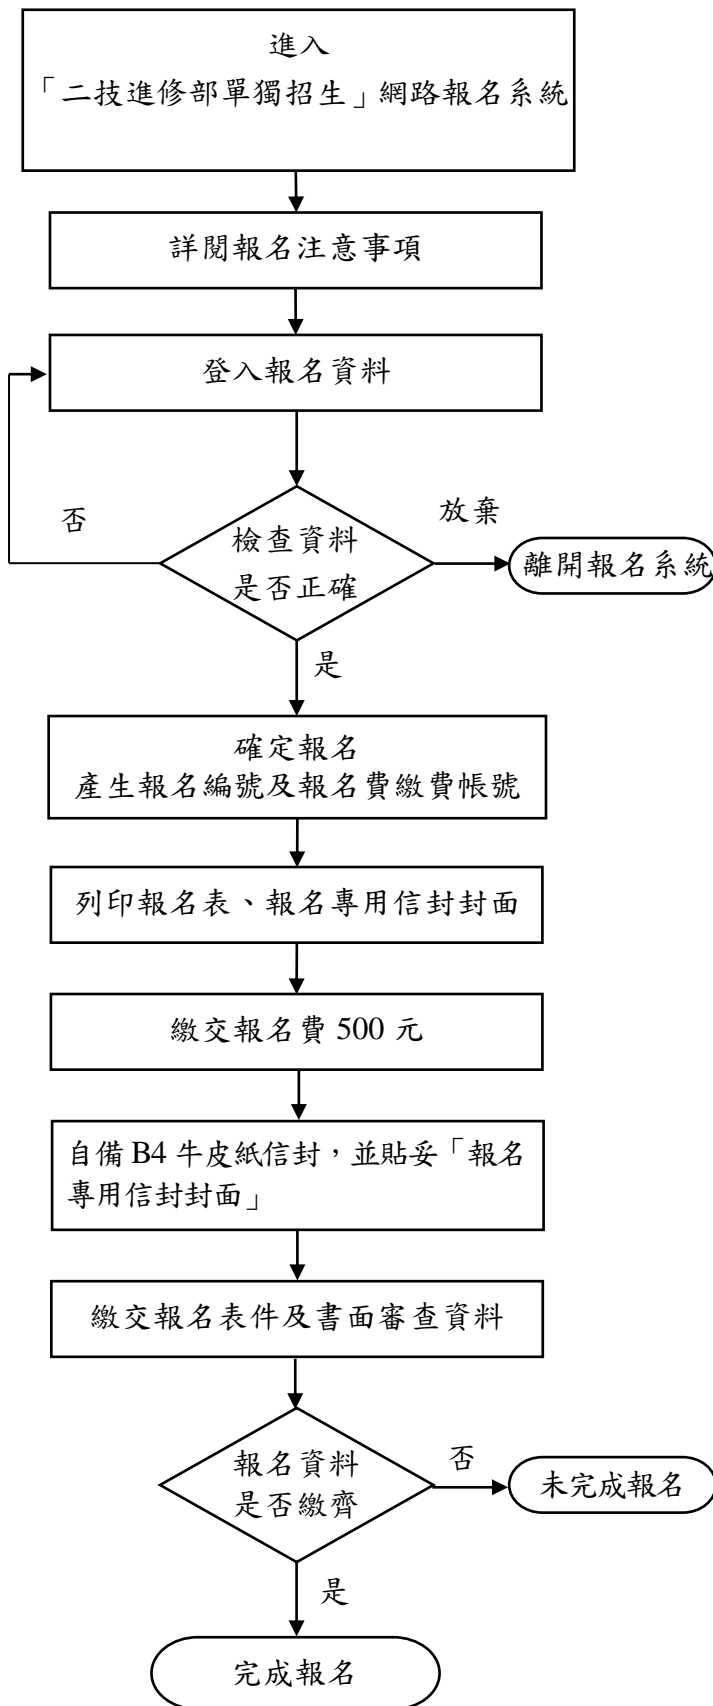 進入
「二技進修部單獨招生」網路報名系統
詳閱報名注意事項
登入報名資料
否
放棄
檢查資料
是否正確
離開報名系統
是
確定報名
產生報名編號及報名費繳費帳號
列印報名表、報名專用信封封面
繳交報名費 500 元
自備 B4 牛皮紙信封，並貼妥「報名
專用信封封面」
繳交報名表件及書面審查資料
報名資料
是否繳齊
否
未完成報名
是
完成報名